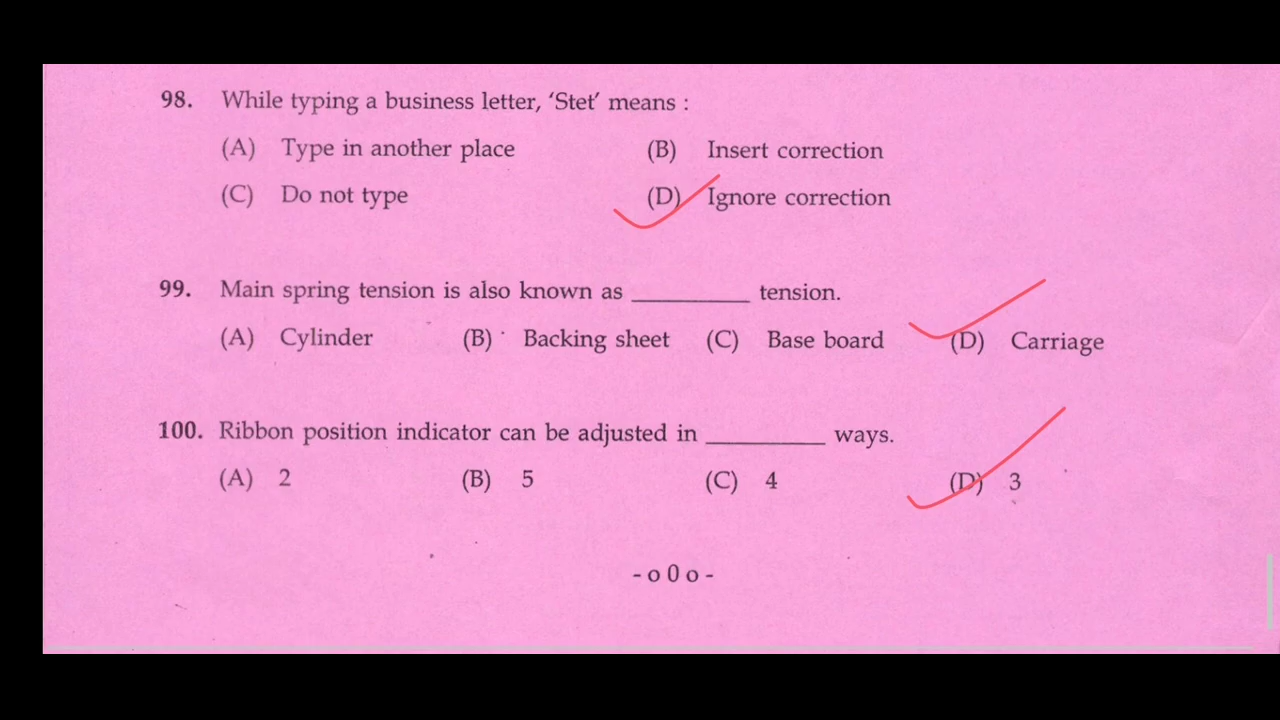 98. While typing a business letter, 'Stet' means :
(A) Type in another place (B) Insert correction
(C) Do not type (D) Ignore correction
99. Main spring tension is also known as __________ tension.
(A) Cylinder (B) Backing sheet (C) Base board (D) Carriage
100. Ribbon position indicator can be adjusted in __________ ways.
(A) 2 (B) 5 (C) 4 (D) 3
- o 0 o -